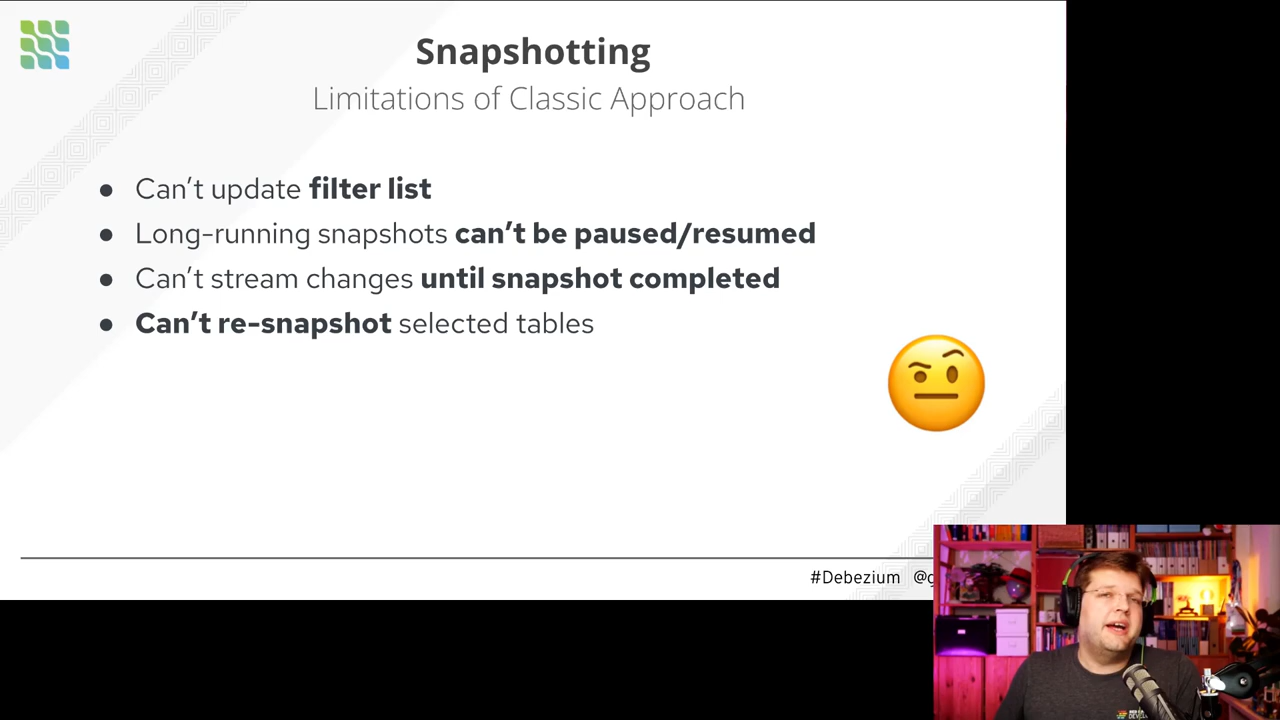 Snapshotting
Limitations of Classic Approach
● Can’t update filter list
● Long-running snapshots can’t be paused/resumed
● Can’t stream changes until snapshot completed
● Can’t re-snapshot selected tables
#Debezium